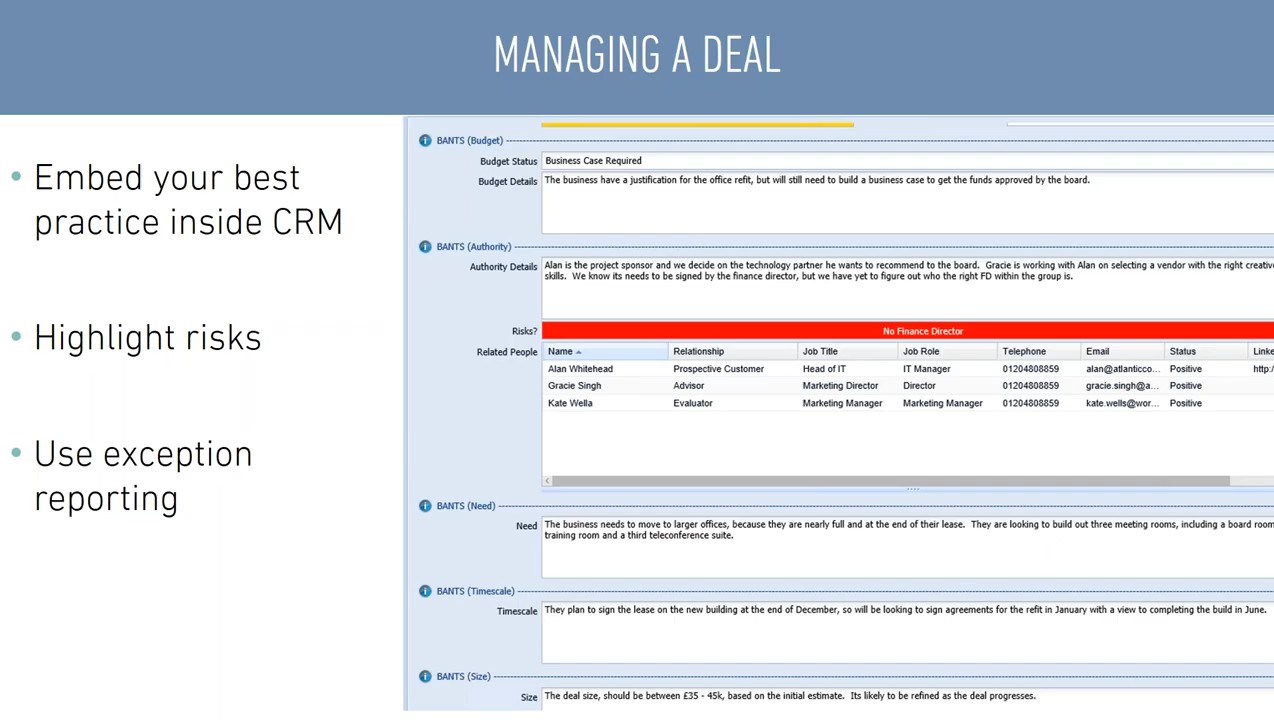 MANAGING A DEAL
• Embed your best
practice inside CRM
• Highlight risks
• Use exception
reporting
BANTS (Budget)
Budget Status Business Case Required
Budget Details The business have a justification for the office refit, but will still need to build a business case to get the funds approved by the board.
BANTS (Authority)
Authority Details Alan is the project sponsor and we decide on the technology partner he wants to recommend to the board. Gracie is working with Alan on selecting a vendor with the right creative
skills. We know its needs to be signed by the finance director, but we have yet to figure out who the right FD within the group is.
Risks? No Finance Director
Related People Name Relationship Job Title Job Role Telephone Email Status Linke
Alan Whitehead Prospective Customer Head of IT IT Manager 01204808859 alan@atlanticco... Positive http:/
Gracie Singh Advisor Marketing Director Director 01204808859 gracie.singh@a... Positive
Kate Wella Evaluator Marketing Manager Marketing Manager 01204808859 kate.wells@wor... Positive
BANTS (Need)
Need The business needs to move to larger offices, because they are nearly full and at the end of their lease. They are looking to build out three meeting rooms, including a board room
training room and a third teleconference suite.
BANTS (Timescale)
Timescale They plan to sign the lease on the new building at the end of December, so will be looking to sign agreements for the refit in January with a view to completing the build in June.
BANTS (Size)
Size The deal size, should be between £35 - 45k, based on the initial estimate. Its likely to be refined as the deal progresses.